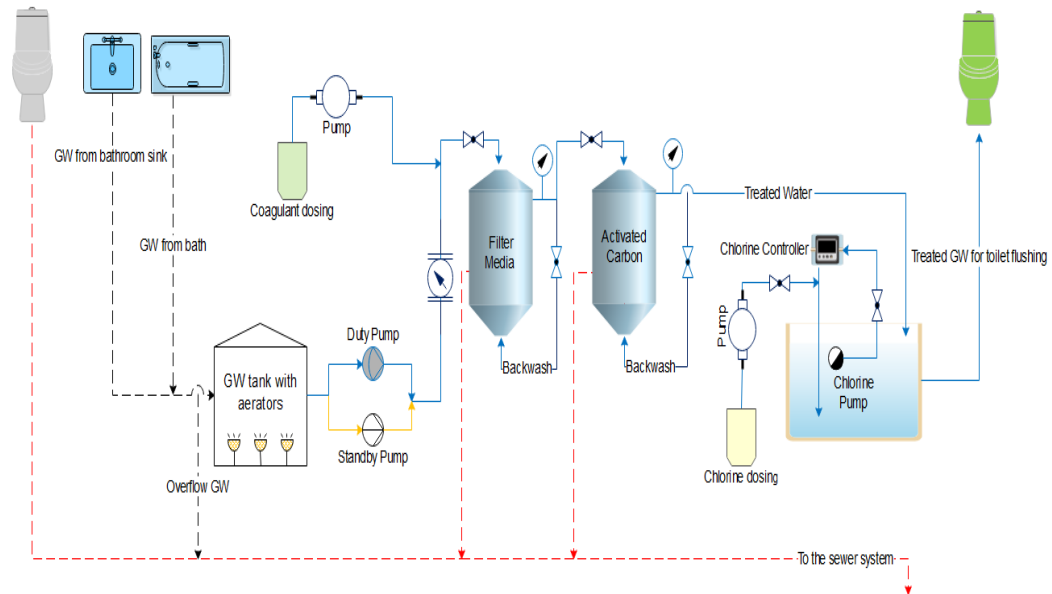 GW from bathroom sink
GW from bath
Pump
Coagulant dosing
Filter
Media
Activated
Carbon
Treated Water
Chlorine Controller
Treated GW for toilet flushing
Pump
Duty Pump
GW tank with
aerators
Standby Pump
Backwash
Backwash
Chlorine
Pump
Chlorine dosing
Overflow GW
To the sewer system